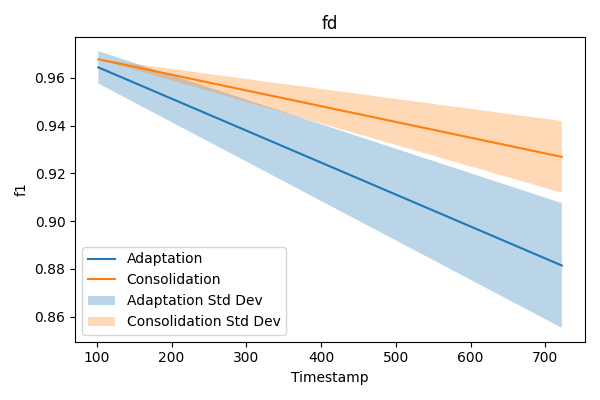 fd
f1
0.96
0.94
0.92
0.90
0.88
0.86
Adaptation
Consolidation
Adaptation Std Dev
Consolidation Std Dev
100
200
300
400
500
600
700
Timestamp